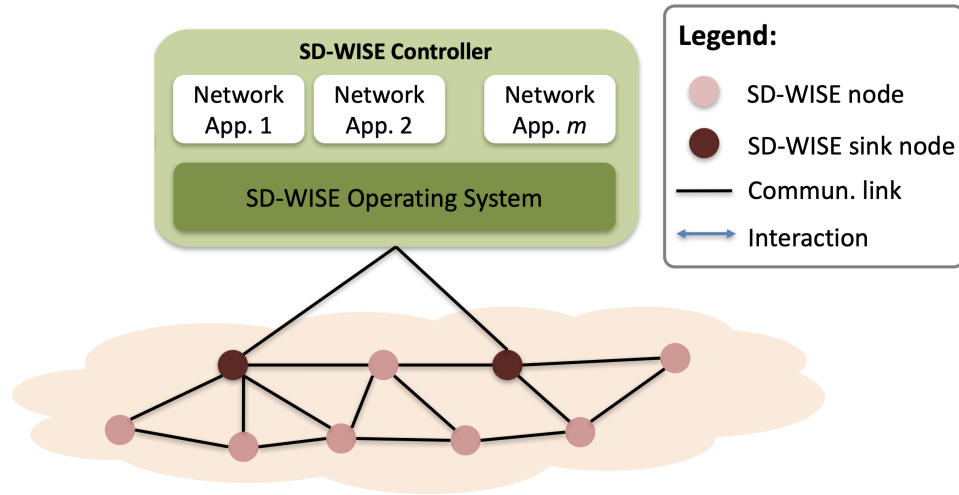 SD-WISE Controller
Network
App. 1
Network
App. 2
Network
App. m
SD-WISE Operating System
Legend:
SD-WISE node
SD-WISE sink node
Commun. link
Interaction